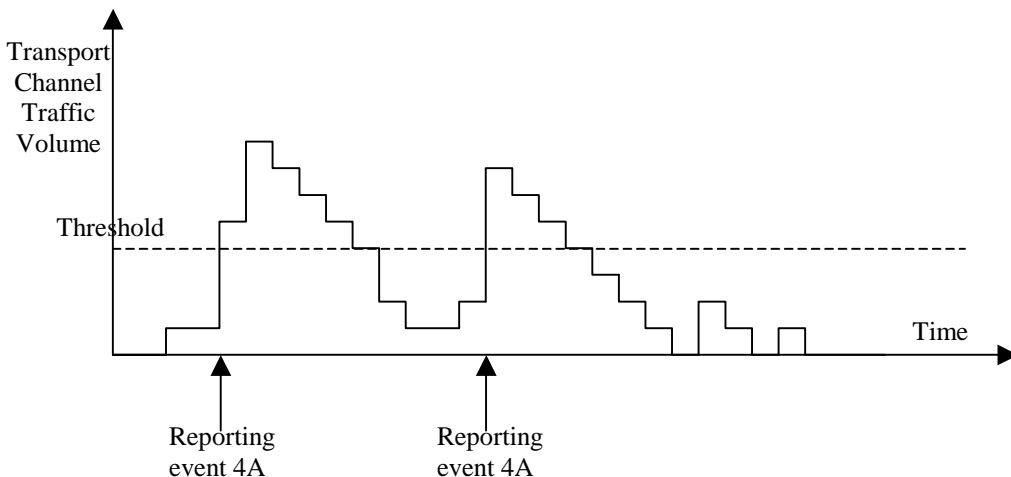 Transport
Channel
Traffic
Volume
Threshold
Time
Reporting
event 4A
Reporting
event 4A